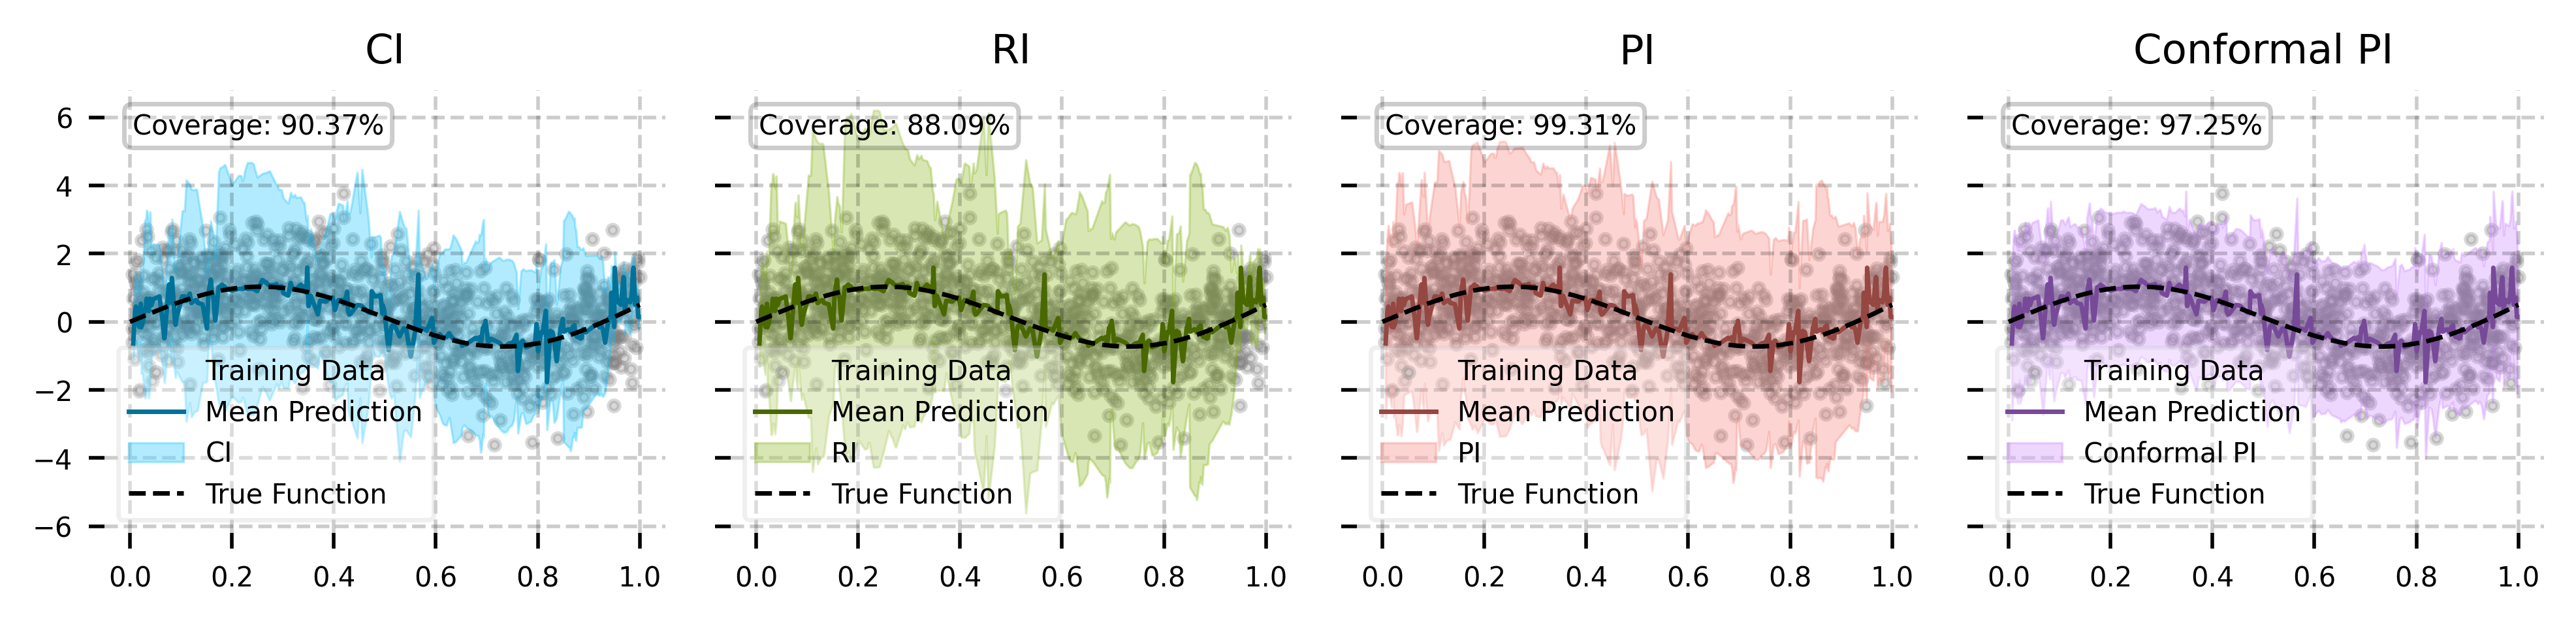 CI
RI
PI
Conformal PI
Coverage: 90.37%
Coverage: 88.09%
Coverage: 99.31%
Coverage: 97.25%
6
4
2
0
−2
−4
−6
Training Data
Mean Prediction
CI
True Function
Training Data
Mean Prediction
RI
True Function
Training Data
Mean Prediction
PI
True Function
Training Data
Mean Prediction
Conformal PI
True Function
0.0 0.2 0.4 0.6 0.8 1.0
0.0 0.2 0.4 0.6 0.8 1.0
0.0 0.2 0.4 0.6 0.8 1.0
0.0 0.2 0.4 0.6 0.8 1.0